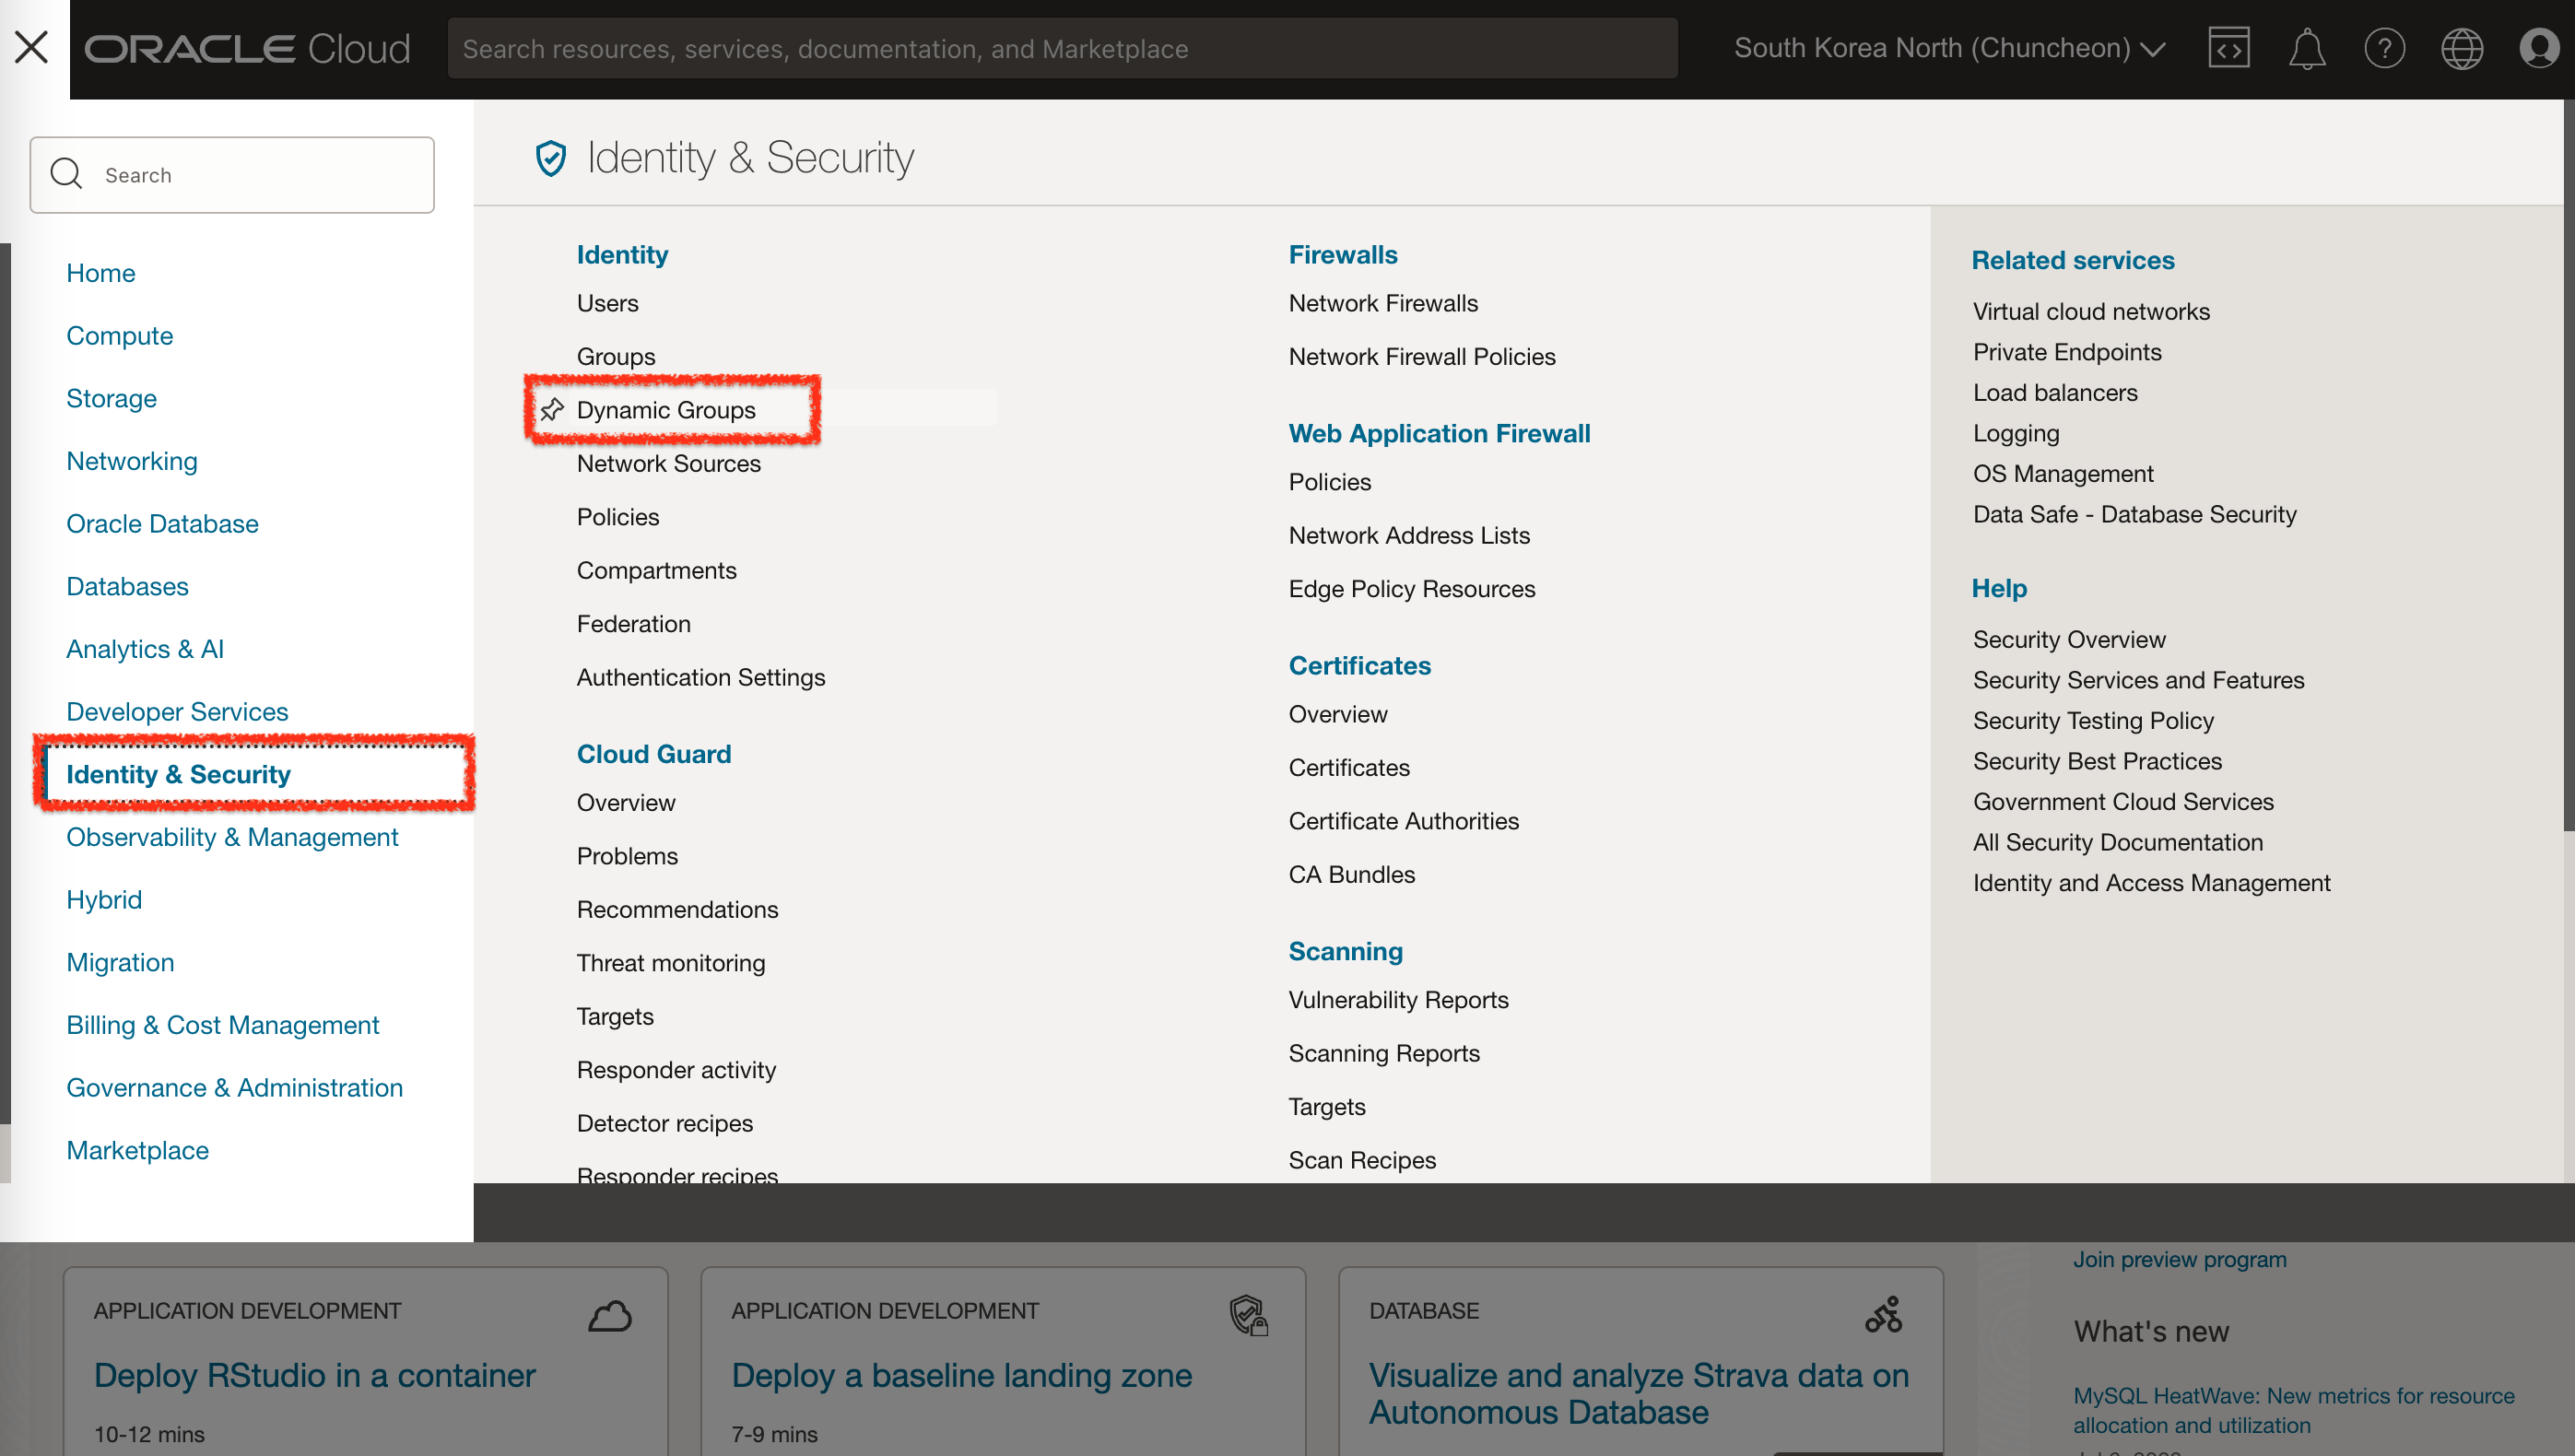 ORACLE Cloud
Search resources, services, documentation, and Marketplace
South Korea North (Chuncheon)
Search
Home
Compute
Storage
Networking
Oracle Database
Databases
Analytics & AI
Developer Services
Identity & Security
Observability & Management
Hybrid
Migration
Billing & Cost Management
Governance & Administration
Marketplace
Identity & Security
Identity
Users
Groups
Dynamic Groups
Network Sources
Policies
Compartments
Federation
Authentication Settings
Cloud Guard
Overview
Problems
Recommendations
Threat monitoring
Targets
Responder activity
Detector recipes
Responder recipes
Firewalls
Network Firewalls
Network Firewall Policies
Web Application Firewall
Policies
Network Address Lists
Edge Policy Resources
Certificates
Overview
Certificates
Certificate Authorities
CA Bundles
Scanning
Vulnerability Reports
Scanning Reports
Targets
Scan Recipes
Related services
Virtual cloud networks
Private Endpoints
Load balancers
Logging
OS Management
Data Safe - Database Security
Help
Security Overview
Security Services and Features
Security Testing Policy
Security Best Practices
Government Cloud Services
All Security Documentation
Identity and Access Management
APPLICATION DEVELOPMENT
Deploy RStudio in a container
10-12 mins
APPLICATION DEVELOPMENT
Deploy a baseline landing zone
7-9 mins
DATABASE
Visualize and analyze Strava data on
Autonomous Database
Join preview program
What's new
MySQL HeatWave: New metrics for resource
allocation and utilization